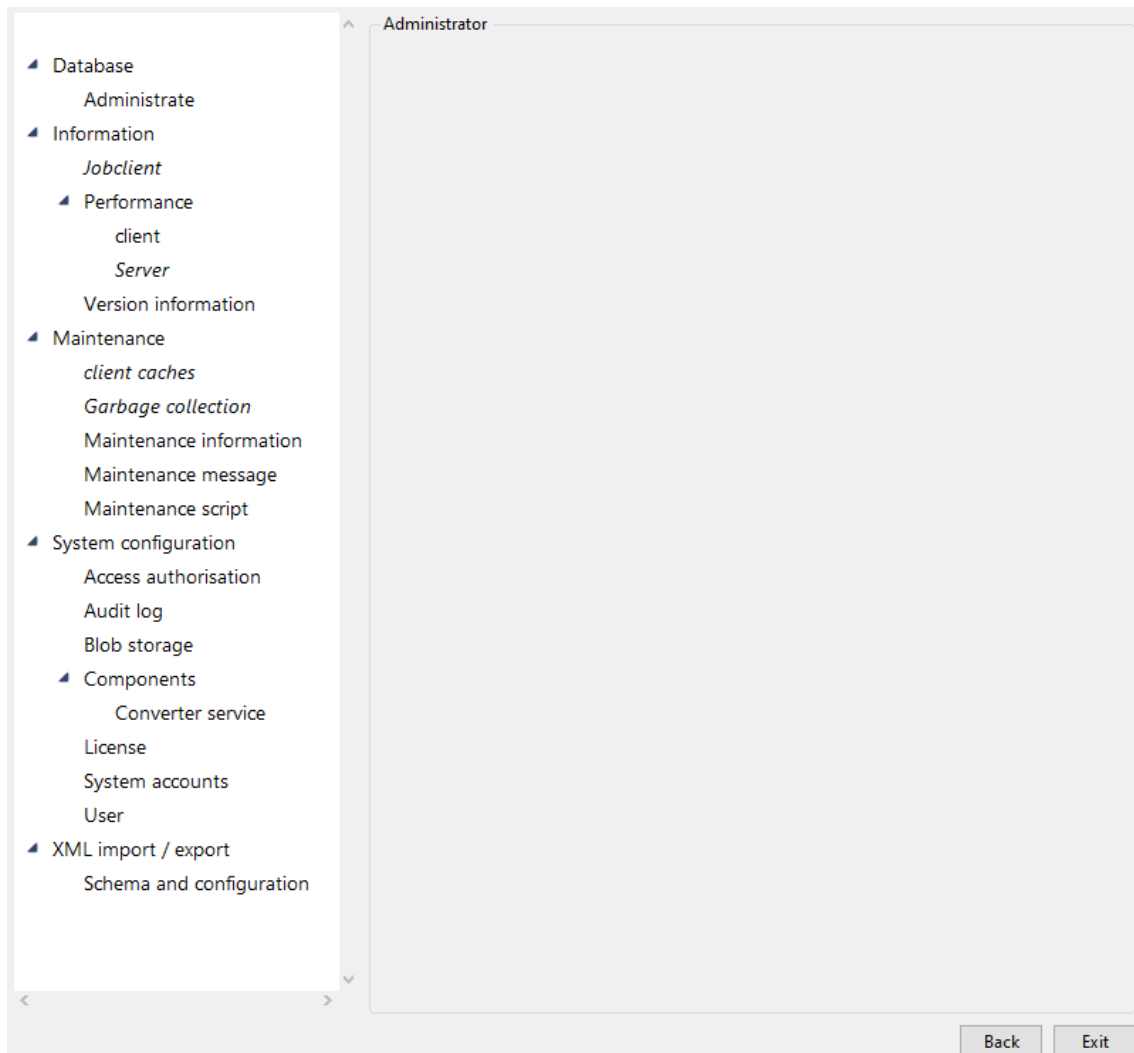 Administrator
Database
Administrate
Information
Jobclient
Performance
client
Server
Version information
Maintenance
client caches
Garbage collection
Maintenance information
Maintenance message
Maintenance script
System configuration
Access authorisation
Audit log
Blob storage
Components
Converter service
License
System accounts
User
XML import / export
Schema and configuration
Back Exit